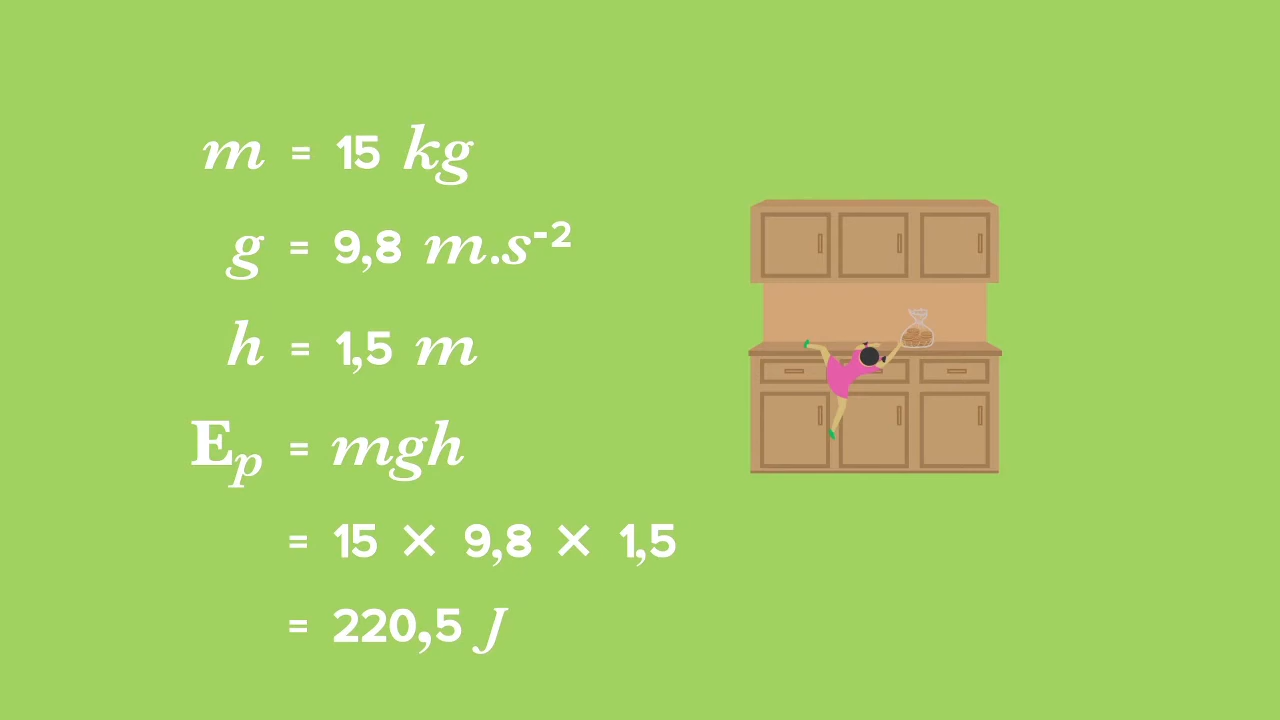 m = 15 kg
g = 9,8 m.s⁻²
h = 1,5 m
Eₚ = mgh
= 15 × 9,8 × 1,5
= 220,5 J